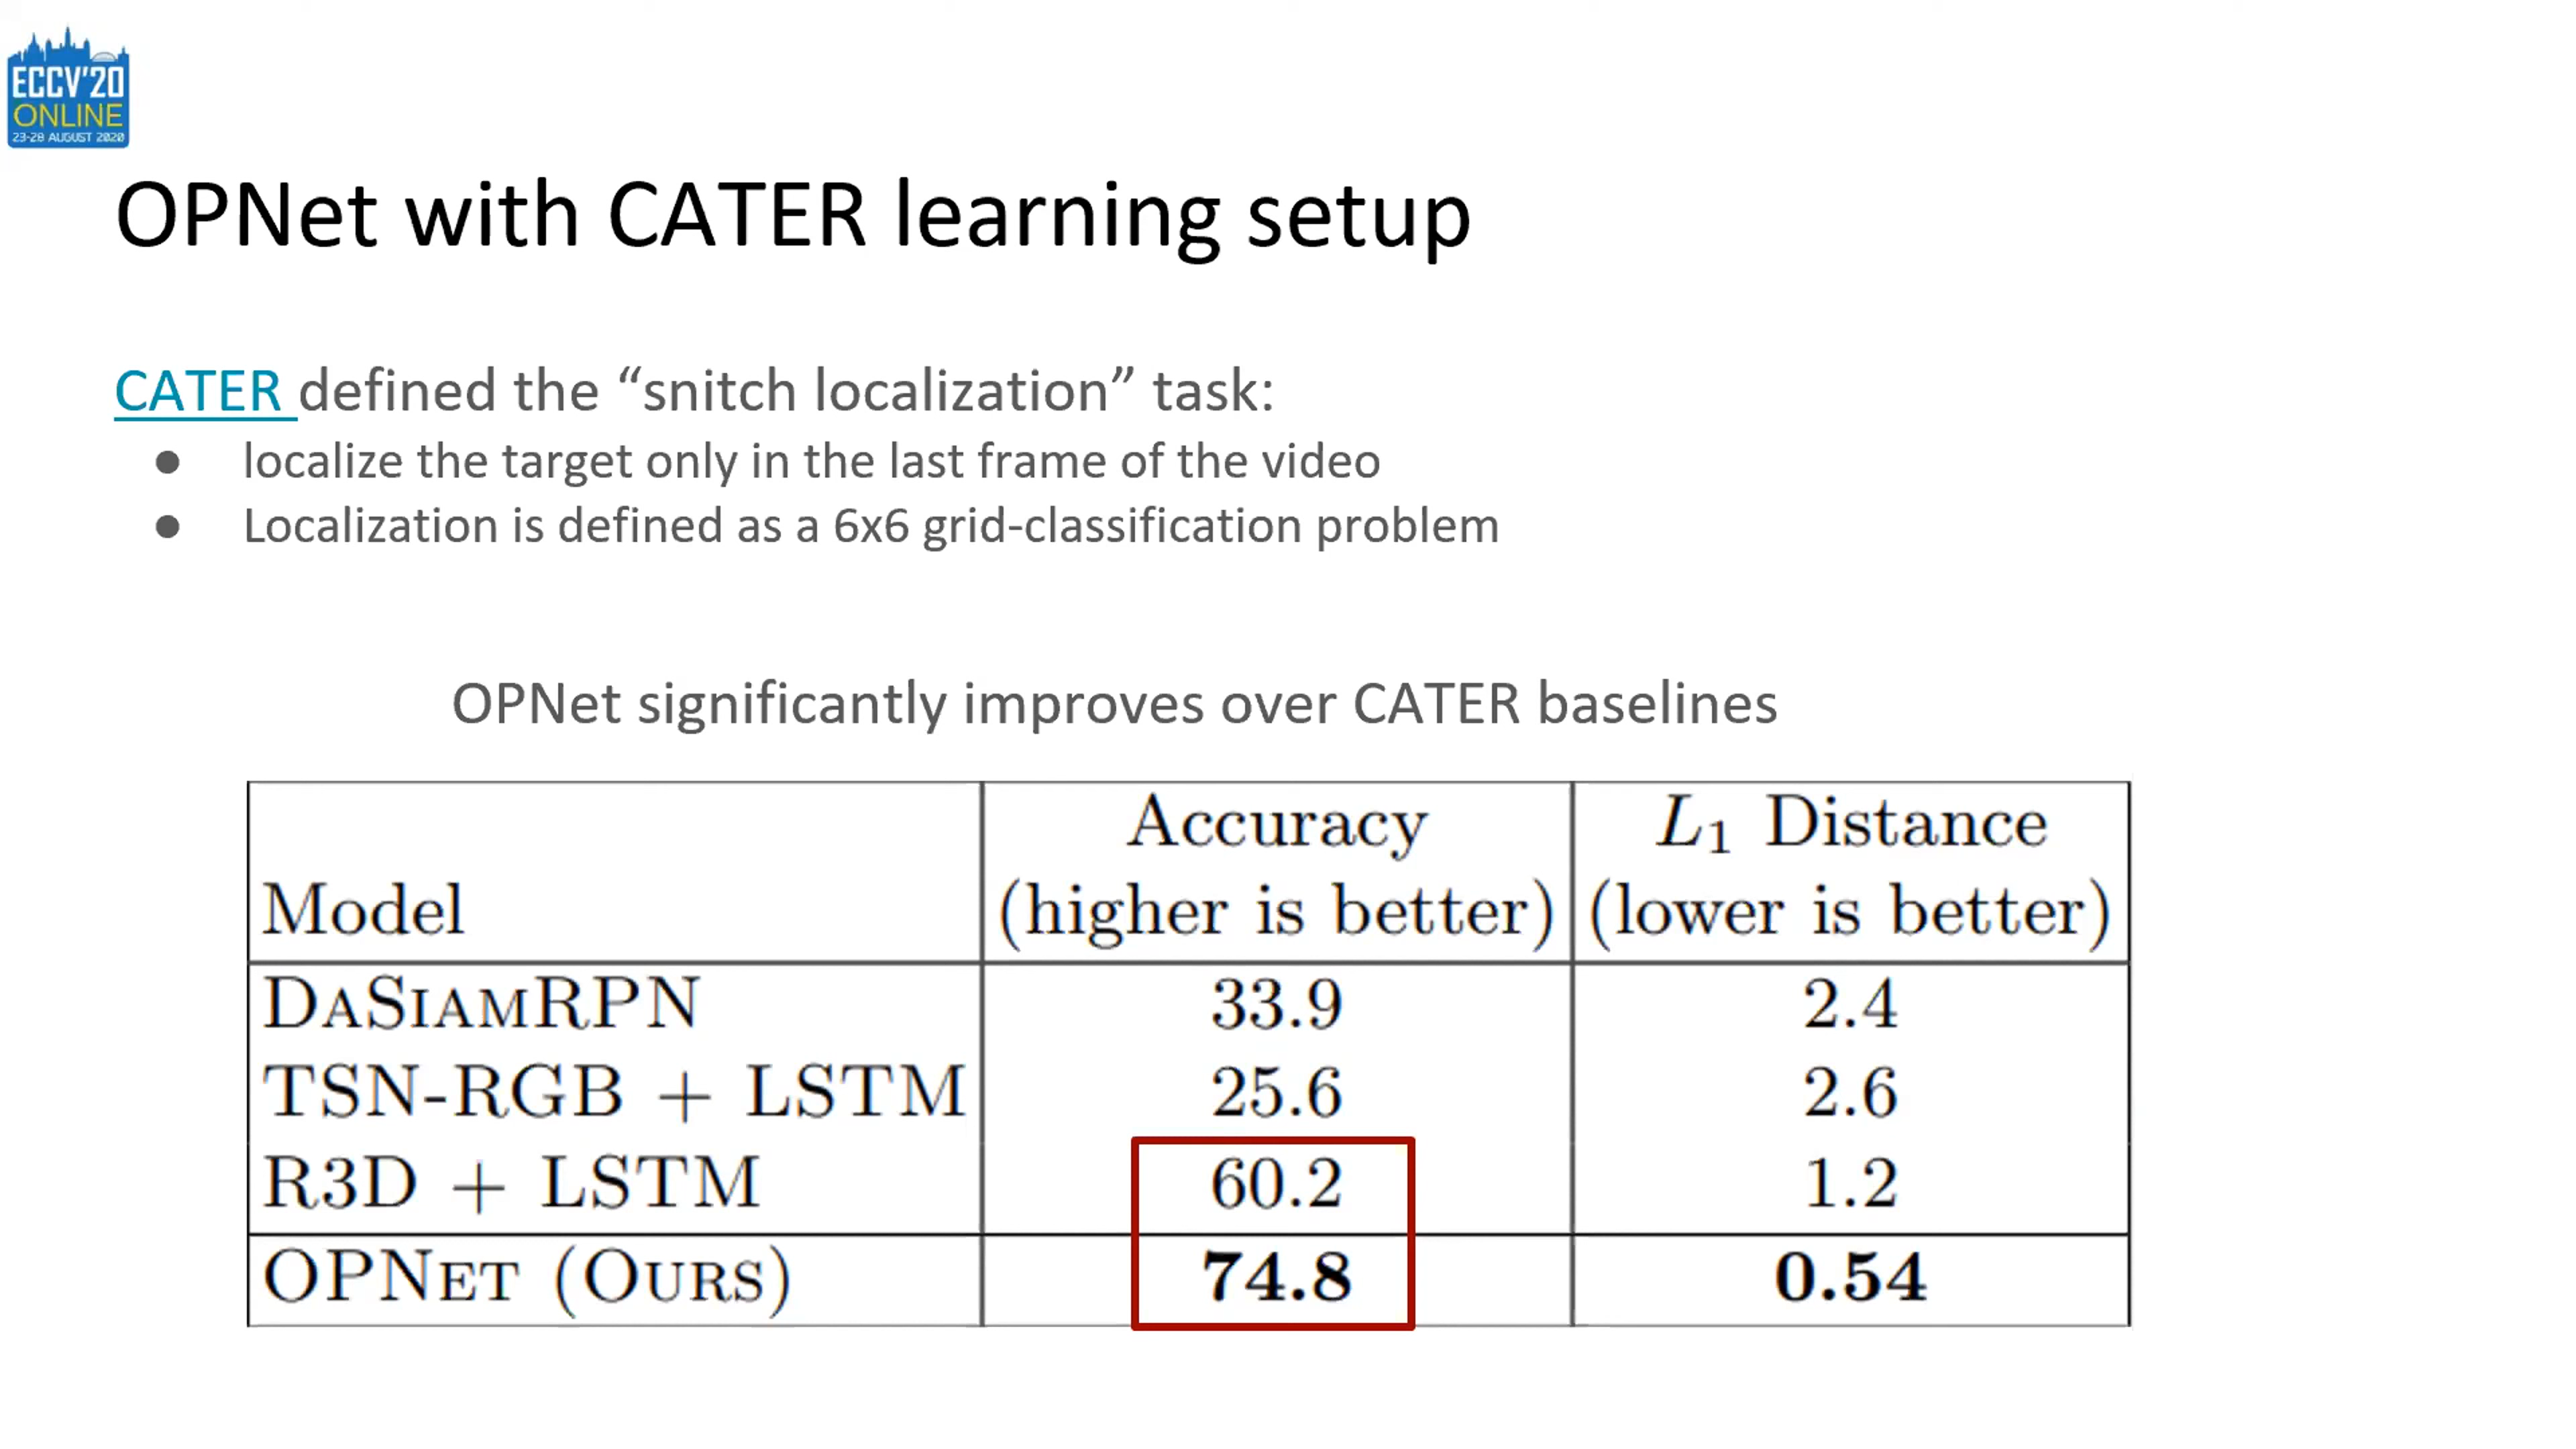 ECCV'20
ONLINE
23-28 AUGUST 2020
OPNet with CATER learning setup
CATER defined the “snitch localization” task:
● localize the target only in the last frame of the video
● Localization is defined as a 6x6 grid-classification problem
OPNet significantly improves over CATER baselines
Accuracy L₁ Distance
Model (higher is better) (lower is better)
DASIAMRPN 33.9 2.4
TSN-RGB + LSTM 25.6 2.6
R3D + LSTM 60.2 1.2
OPNET (OURS) 74.8 0.54